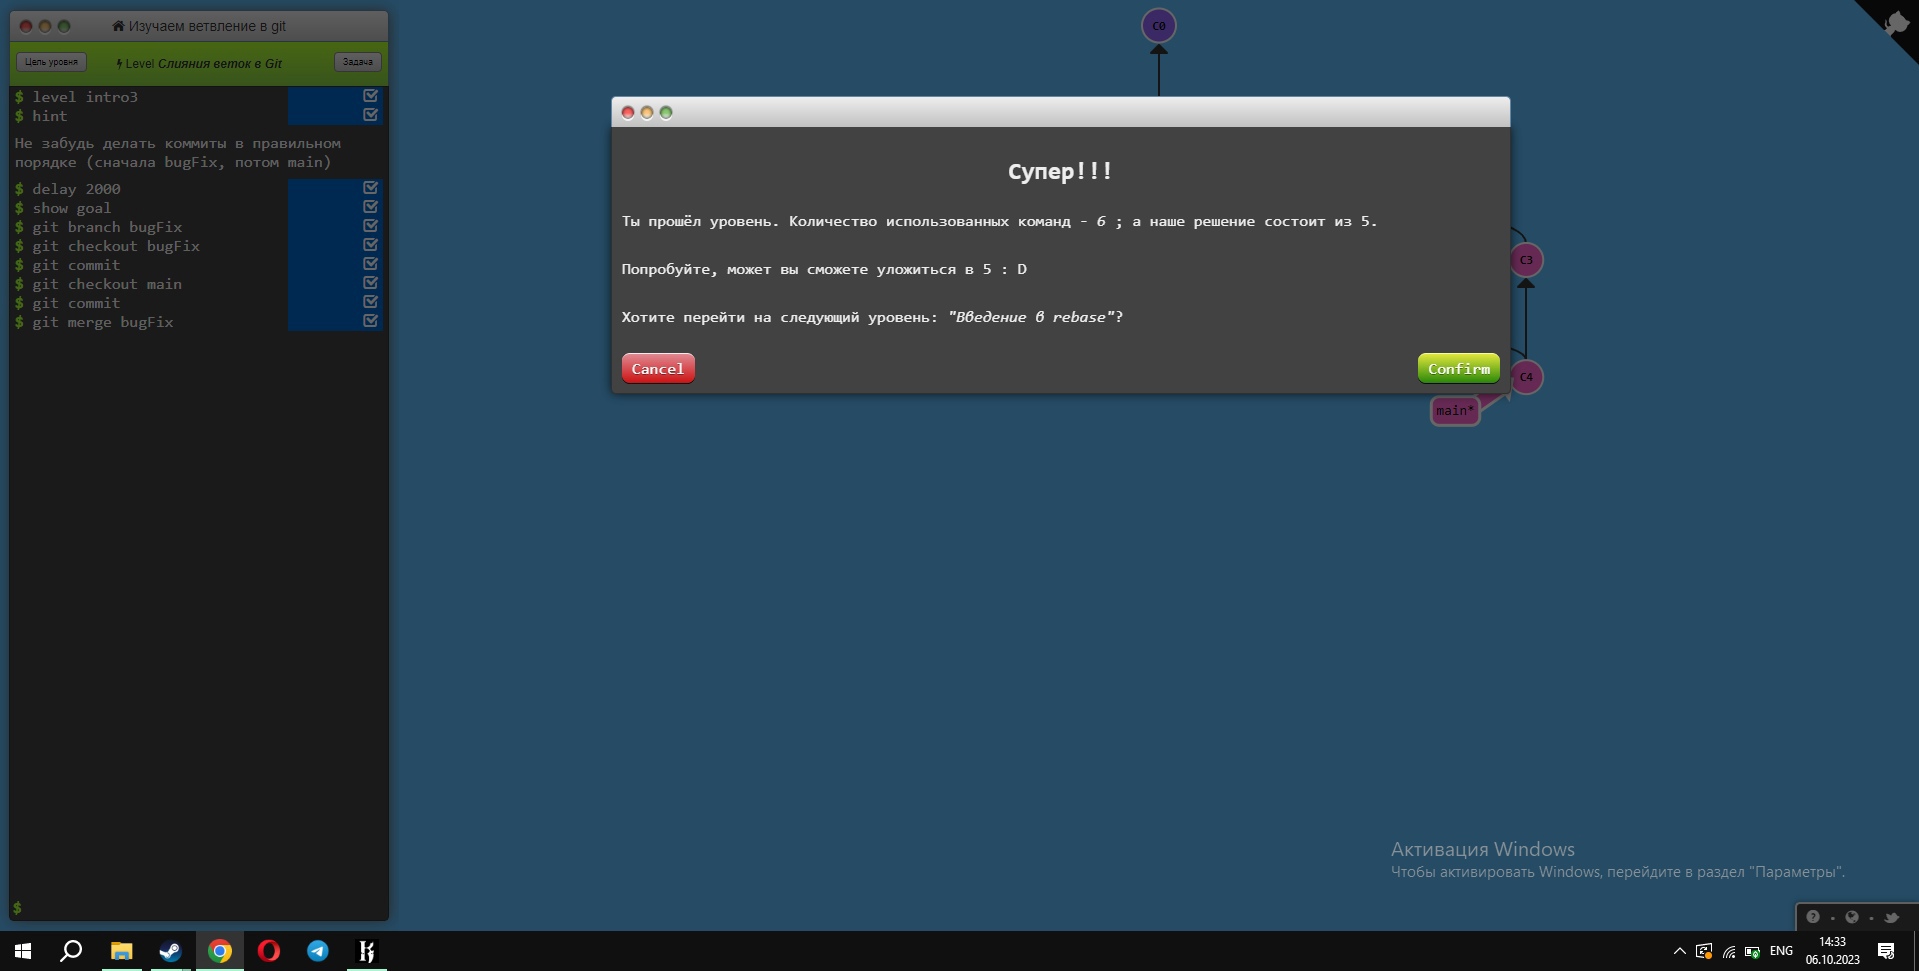 Изучаем ветвление в git
Цель уровня
Level Слияния веток в Git
Задача
$ level intro3
$ hint
Не забудь делать коммиты в правильном
порядке (сначала bugFix, потом main)
$ delay 2000
$ show goal
$ git branch bugFix
$ git checkout bugFix
$ git commit
$ git checkout main
$ git commit
$ git merge bugFix
$
C0
Супер!!!
Ты прошёл уровень. Количество использованных команд - 6 ; а наше решение состоит из 5.
Попробуйте, может вы сможете уложиться в 5 : D
Хотите перейти на следующий уровень: "Введение в rebase"?
Cancel
Confirm
C3
C4
main*
Активация Windows
Чтобы активировать Windows, перейдите в раздел "Параметры".
ENG
14:33
06.10.2023